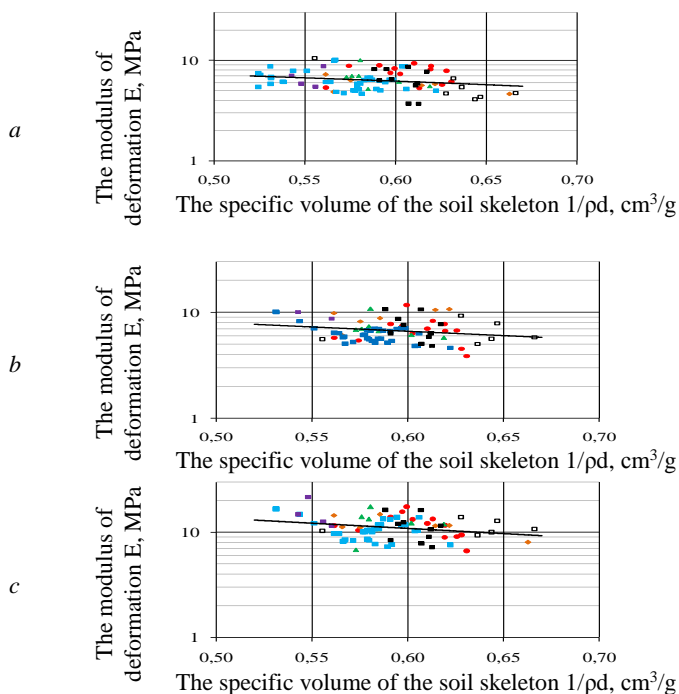 a
The modulus of
deformation E, MPa
10
1
0,50 0,55 0,60 0,65 0,70
The specific volume of the soil skeleton 1/ρd, cm³/g
b
The modulus of
deformation E, MPa
10
1
0,50 0,55 0,60 0,65 0,70
The specific volume of the soil skeleton 1/ρd, cm³/g
c
The modulus of
deformation E, MPa
10
1
0,50 0,55 0,60 0,65 0,70
The specific volume of the soil skeleton 1/ρd, cm³/g